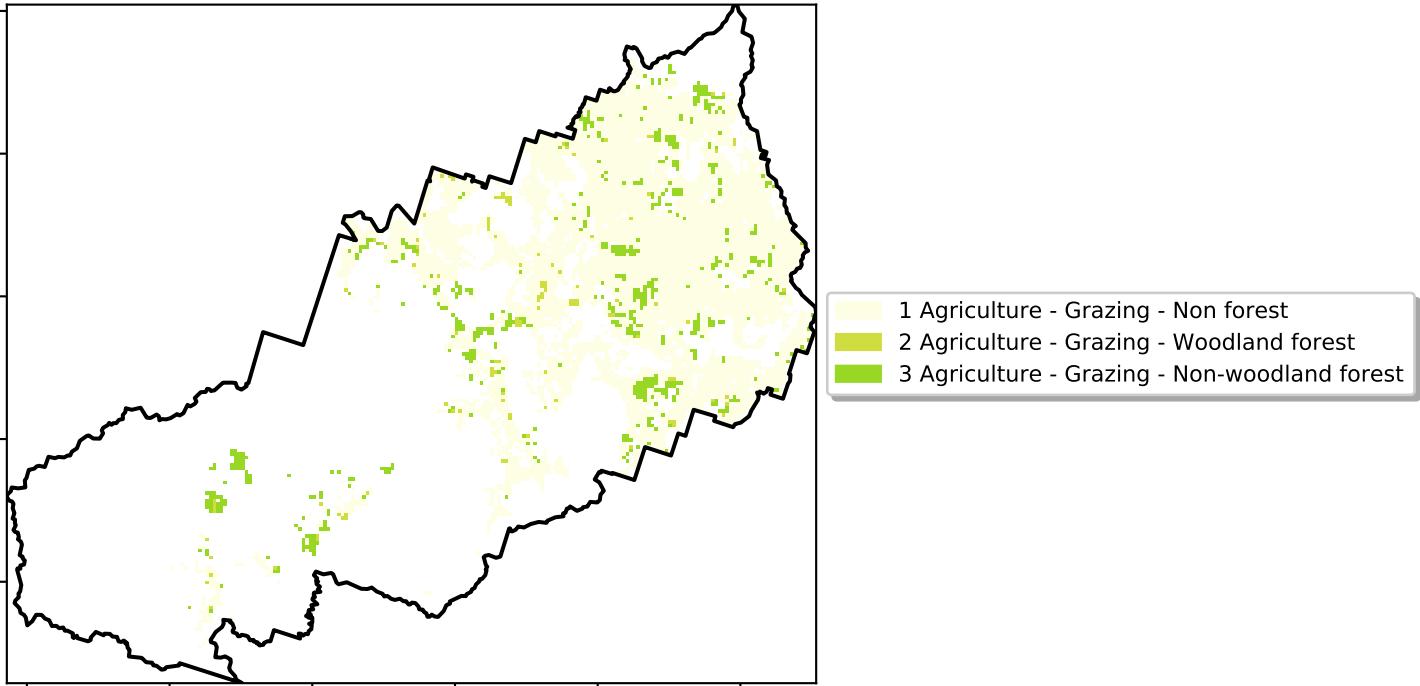 1 Agriculture - Grazing - Non forest
2 Agriculture - Grazing - Woodland forest
3 Agriculture - Grazing - Non-woodland forest